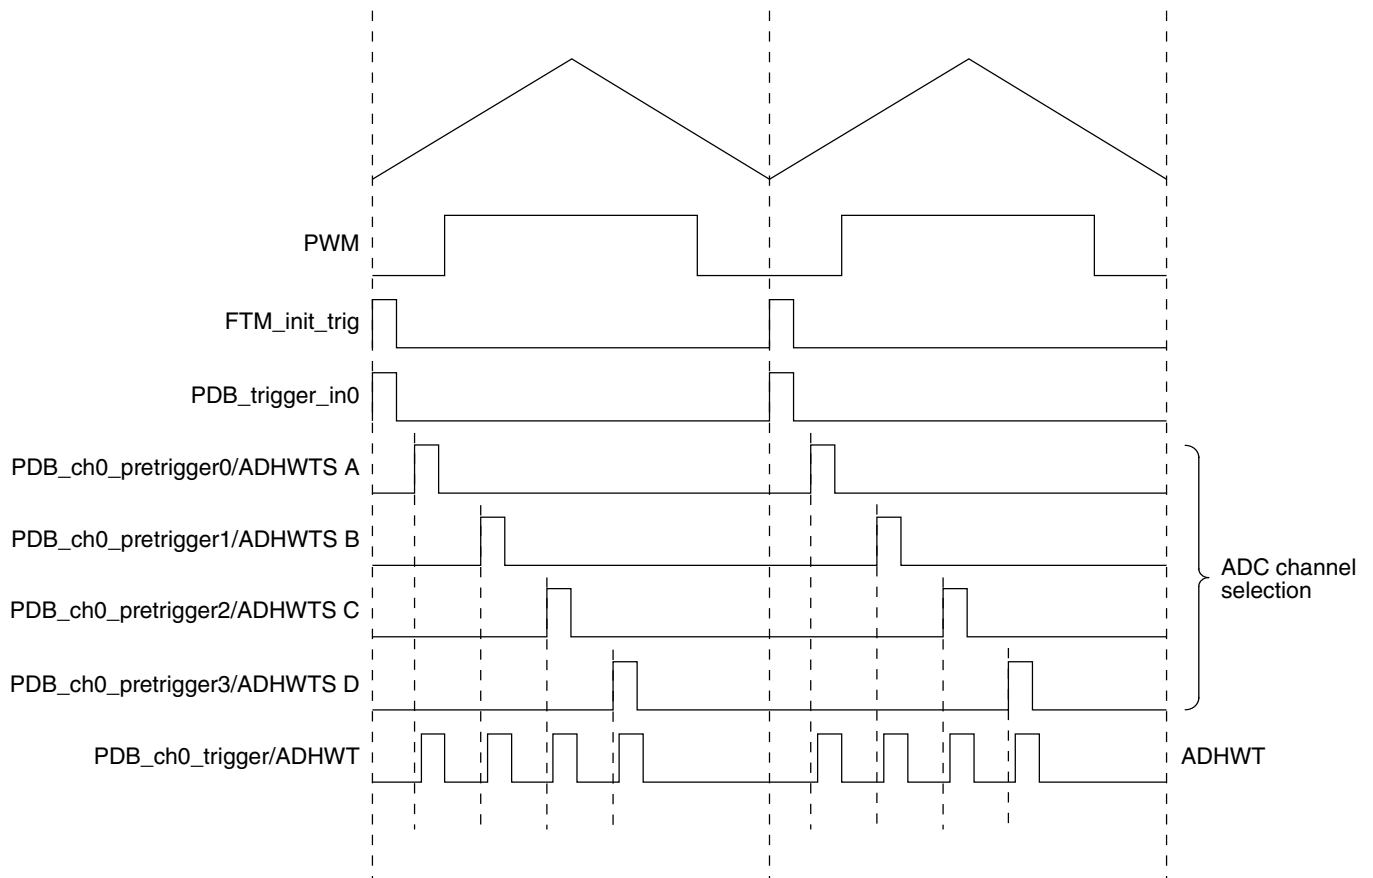 PWM
FTM_init_trig
PDB_trigger_in0
PDB_ch0_pretrigger0/ADHWTS A
PDB_ch0_pretrigger1/ADHWTS B
PDB_ch0_pretrigger2/ADHWTS C
PDB_ch0_pretrigger3/ADHWTS D
ADC channel
selection
PDB_ch0_trigger/ADHWT
ADHWT